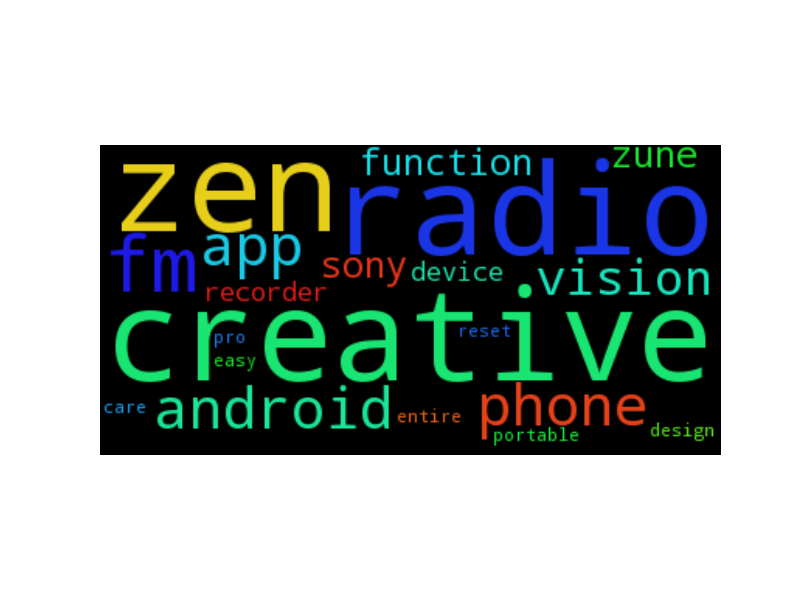 function zune
zen radio
fm app sony device vision
recorder
creative
pro reset
easy
care android entire phone
portable design